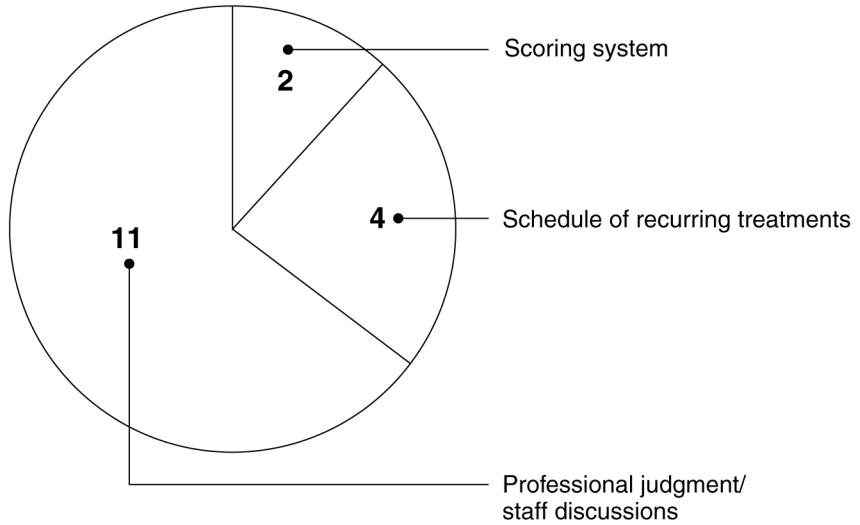 Scoring system
2
4
Schedule of recurring treatments
11
Professional judgment/
staff discussions